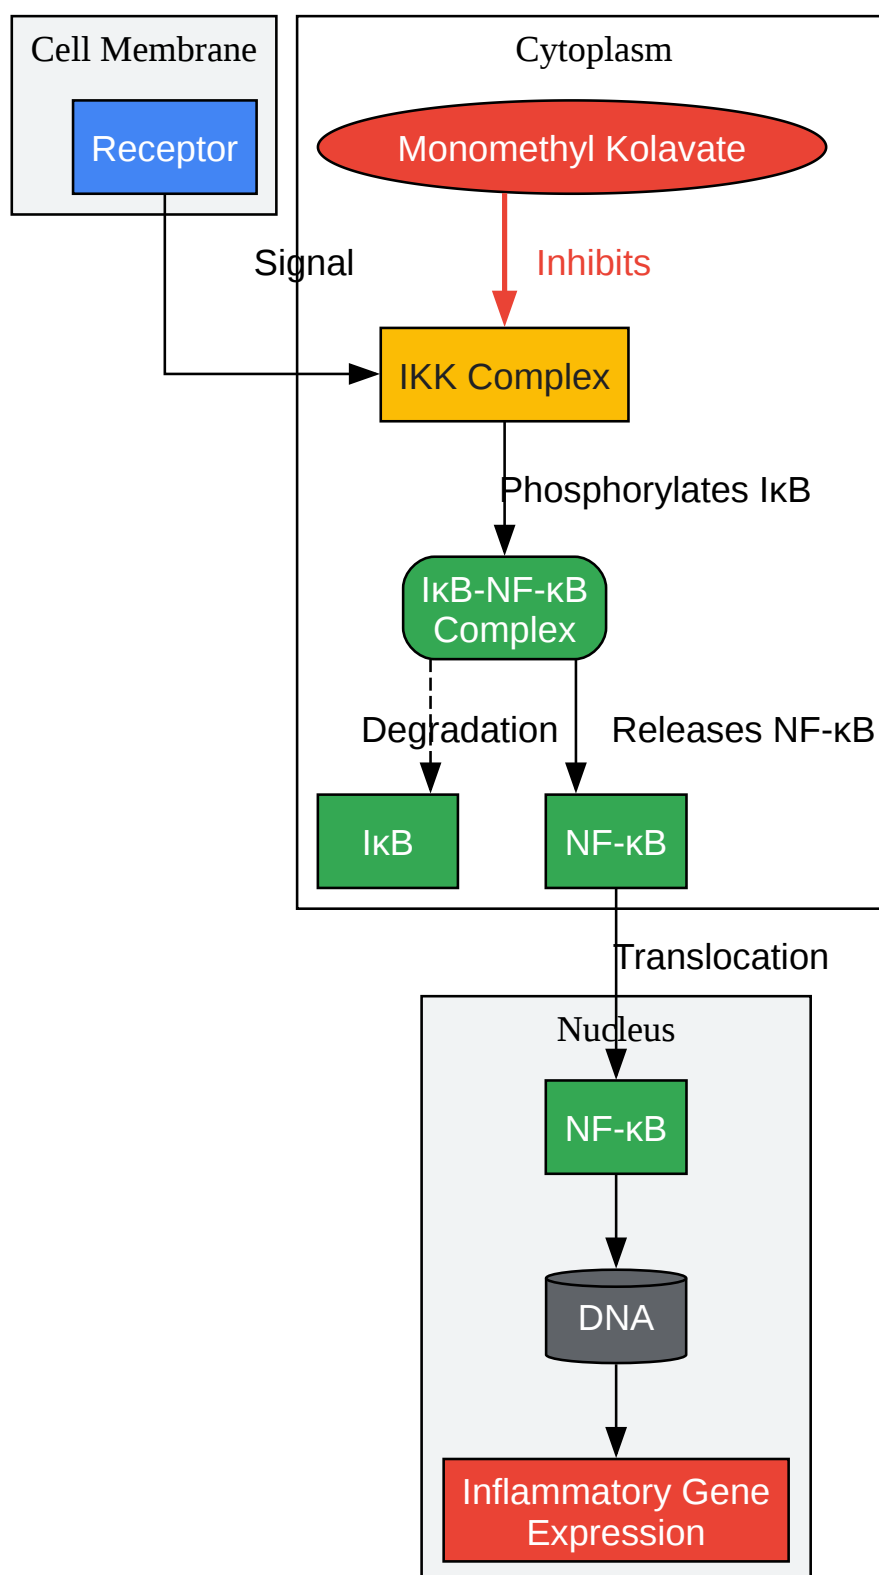 Cell Membrane
Cytoplasm
Receptor
Monomethyl Kolavate
Signal
Inhibits
IKK Complex
Phosphorylates IκB
IκB-NF-κB
Complex
Degradation
Releases NF-κB
IκB
NF-κB
Translocation
Nucleus
NF-κB
DNA
Inflammatory Gene
Expression